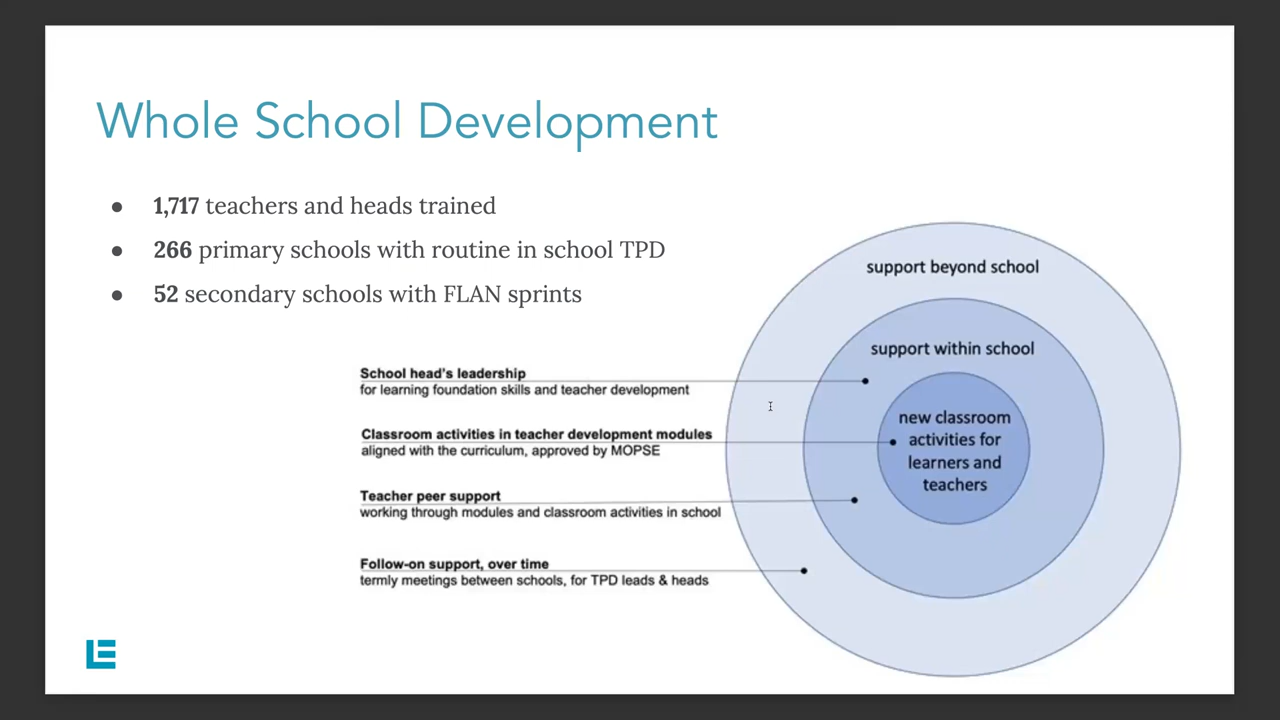 Whole School Development
● 1,717 teachers and heads trained
● 266 primary schools with routine in school TPD
● 52 secondary schools with FLAN sprints
School head's leadership
for learning foundation skills and teacher development
Classroom activities in teacher development modules
aligned with the curriculum, approved by MOPSE
Teacher peer support
working through modules and classroom activities in school
Follow-on support, over time
termly meetings between schools, for TPD leads & heads
support beyond school
support within school
new classroom
activities for
learners and
teachers
LE